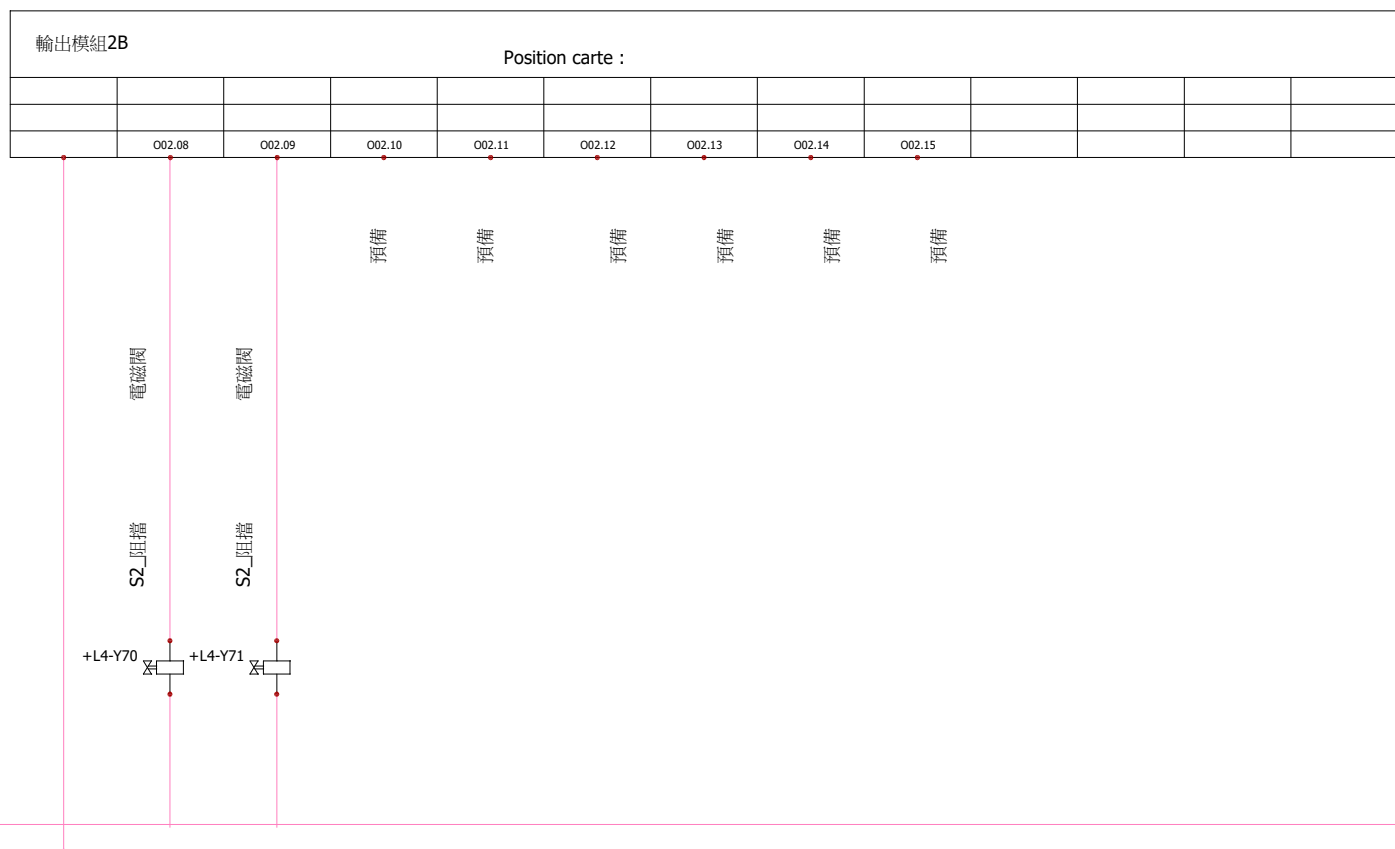 輸出模組2B
Position carte :
O02.08
O02.09
O02.10
O02.11
O02.12
O02.13
O02.14
O02.15
預備
預備
預備
預備
預備
預備
電磁閥
電磁閥
S2_阻擋
S2_阻擋
+L4-Y70
+L4-Y71